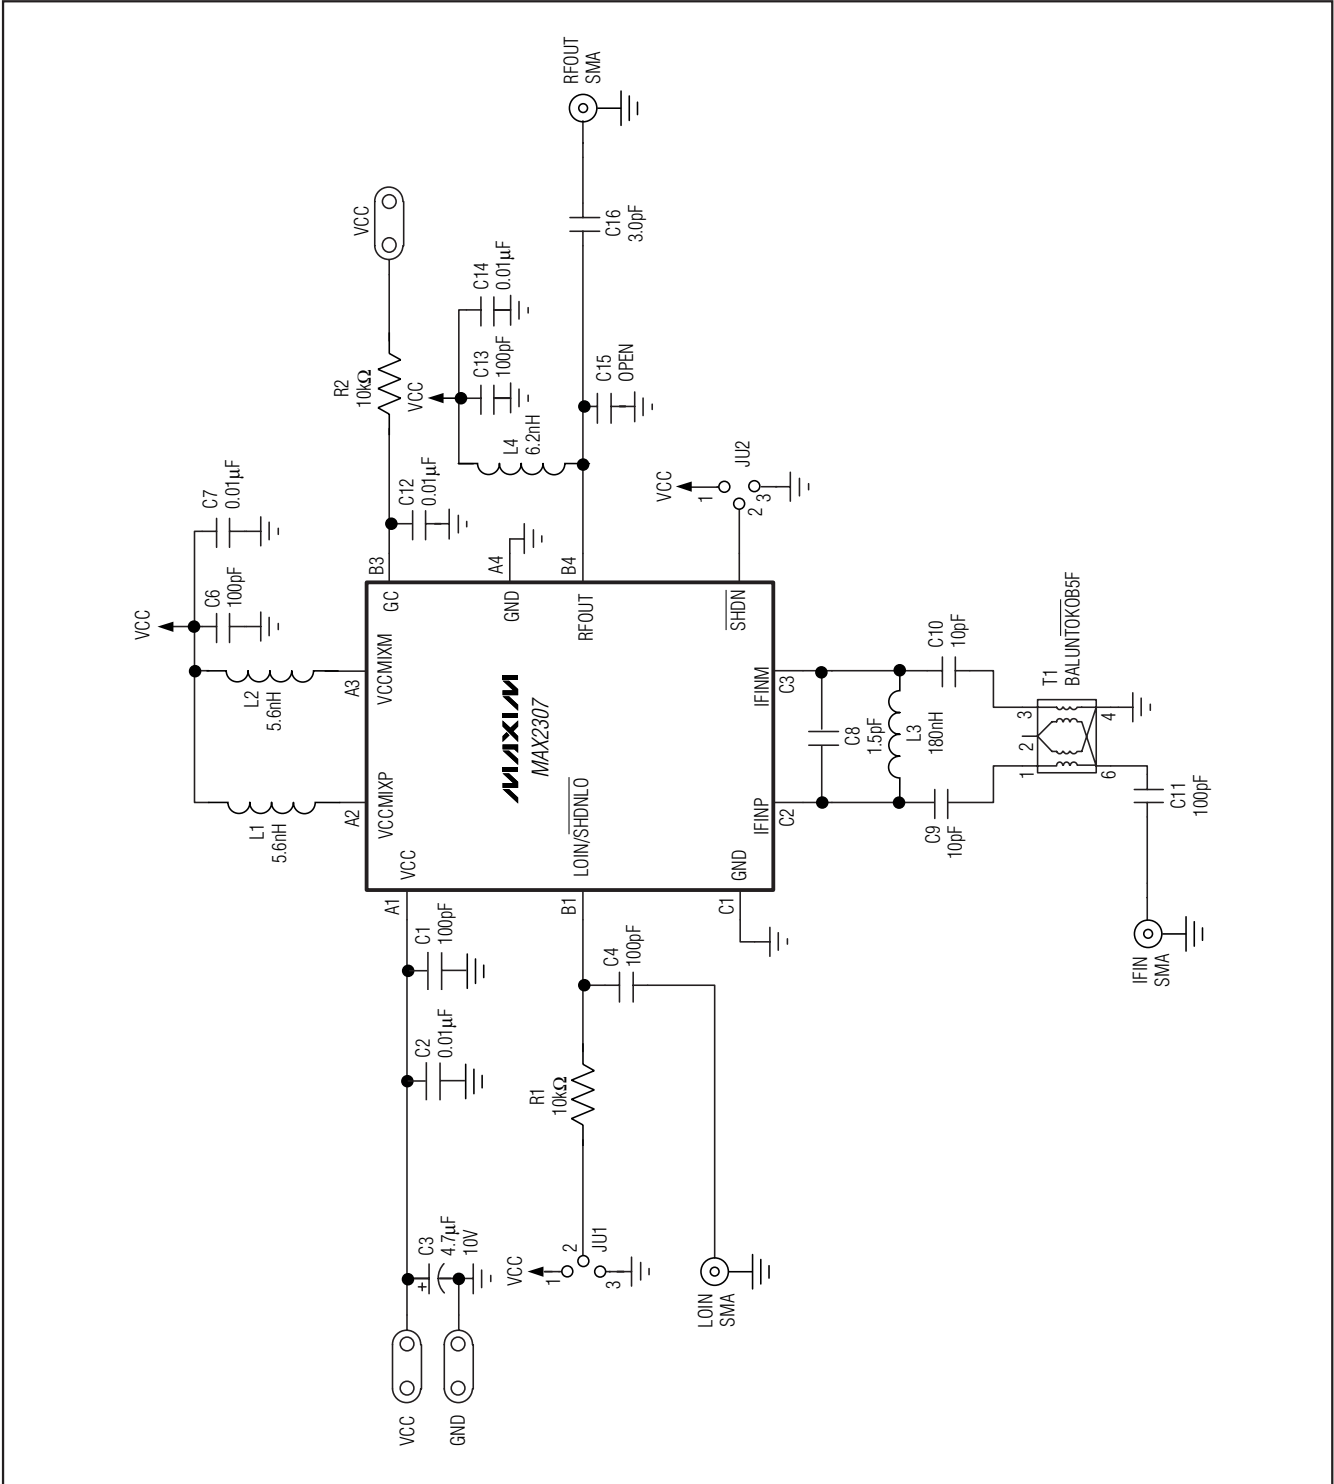 VCC
L1
5.6nH
L2
5.6nH
C6
100pF
C7
0.01µF
A2
VCCMIXP
A3
VCCMIXM
VCC
GND
C3
4.7µF
10V
+
C2
0.01µF
C1
100pF
A1
VCC
MAXIM
MAX2307
GC
B3
C12
0.01µF
R2
10kΩ
VCC
VCC
L4
6.2nH
C13
100pF
C14
0.01µF
GND
A4
RFOUT
B4
C15
OPEN
C16
3.0pF
RFOUT
SMA
VCC
1
2
3
JU1
R1
10kΩ
C4
100pF
LOIN
SMA
B1
LOIN/SHDNLO
C1
GND
SHDN
VCC
1
2
3
JU2
IFINP
C2
IFINM
C3
C8
1.5pF
L3
180nH
C9
10pF
C10
10pF
1
2
3
6
4
T1
BALUNTOKOB5F
C11
100pF
IFIN
SMA